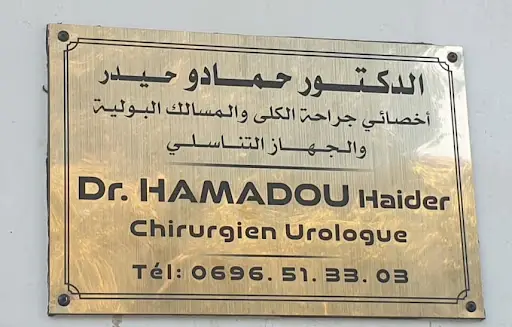 الدكتور حمادو حيدر
أخصائي جراحة الكلى والمسالك البولية
والجهاز التناسلي
Dr. HAMADOU Haider
Chirurgien Urologue
Tél: 0696. 51. 33. 03